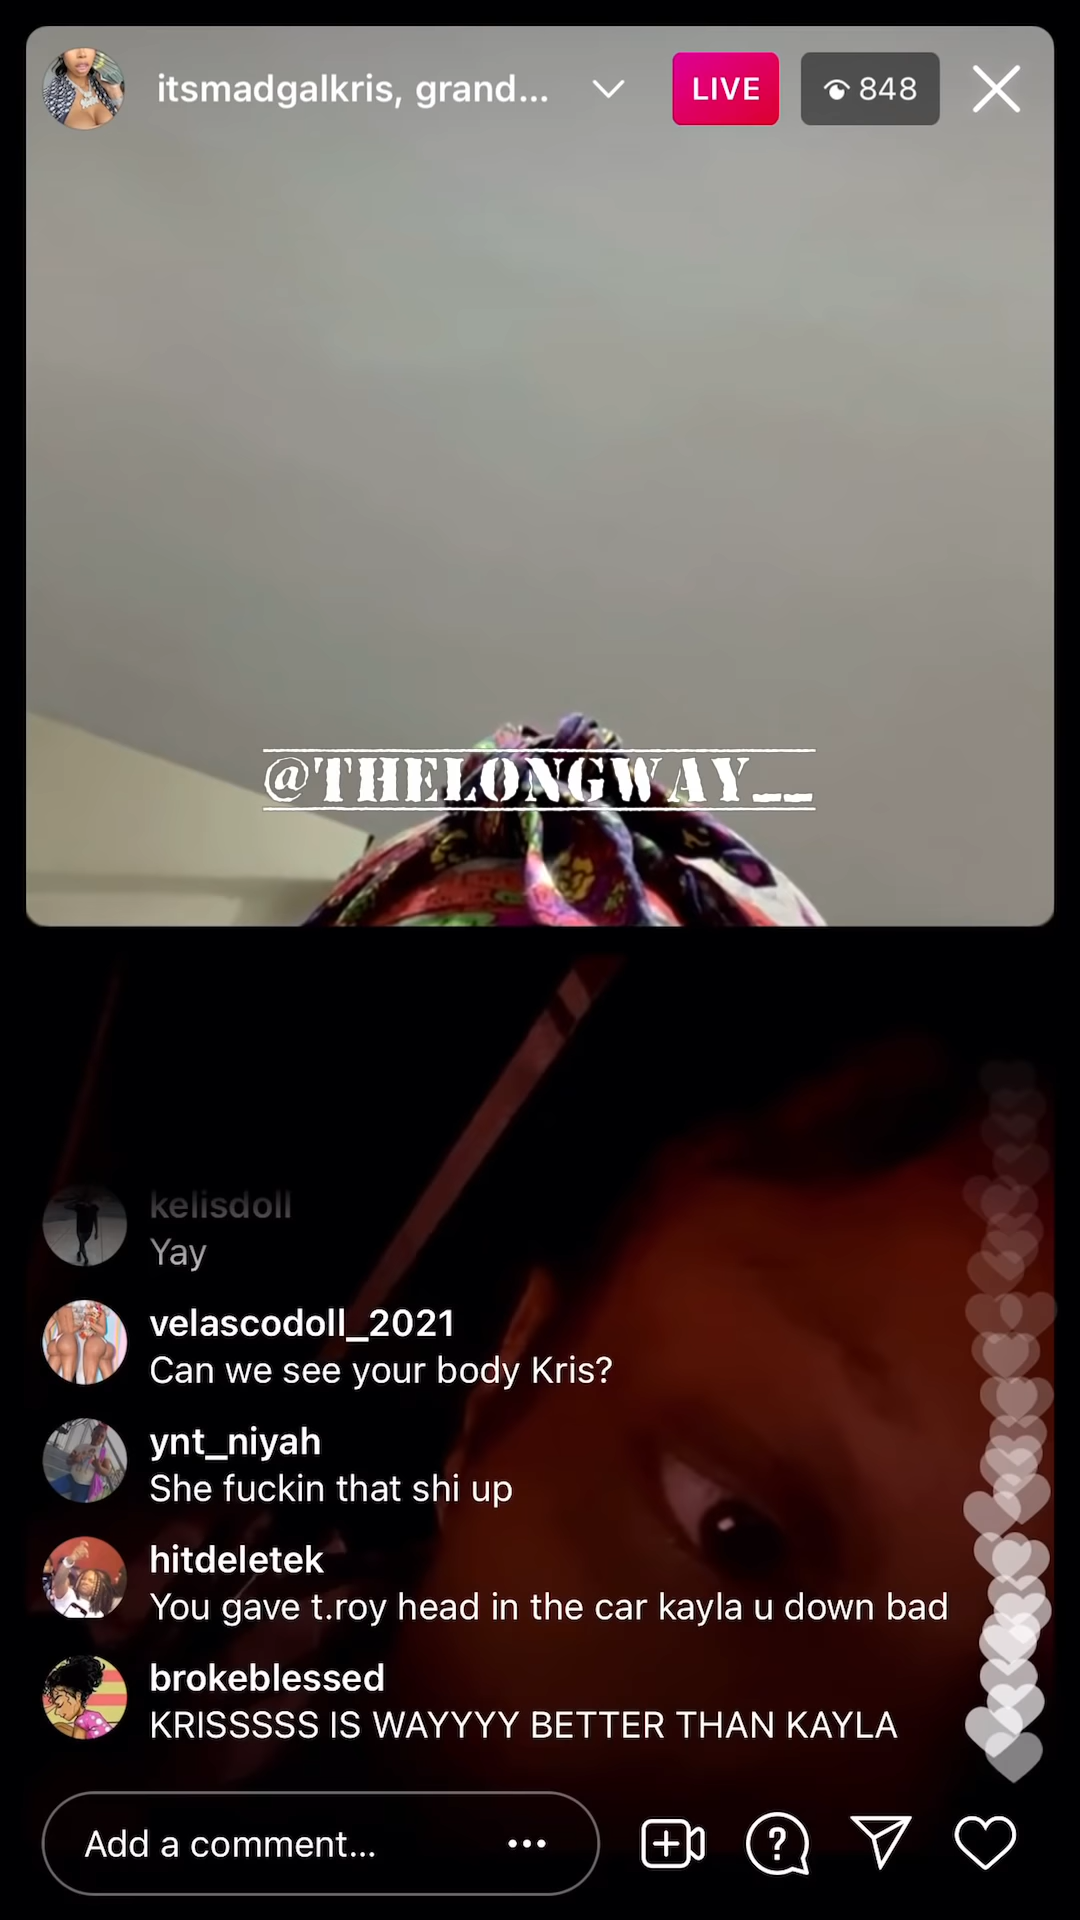 itsmadgalkris, grand...
LIVE
848
@THELONGWAY__
kelisdoll
Yay
velascodoll_2021
Can we see your body Kris?
ynt_niyah
She fuckin that shi up
hitdeletek
You gave t.roy head in the car kayla u down bad
brokeblessed
KRISSSSS IS WAYYYY BETTER THAN KAYLA
Add a comment...